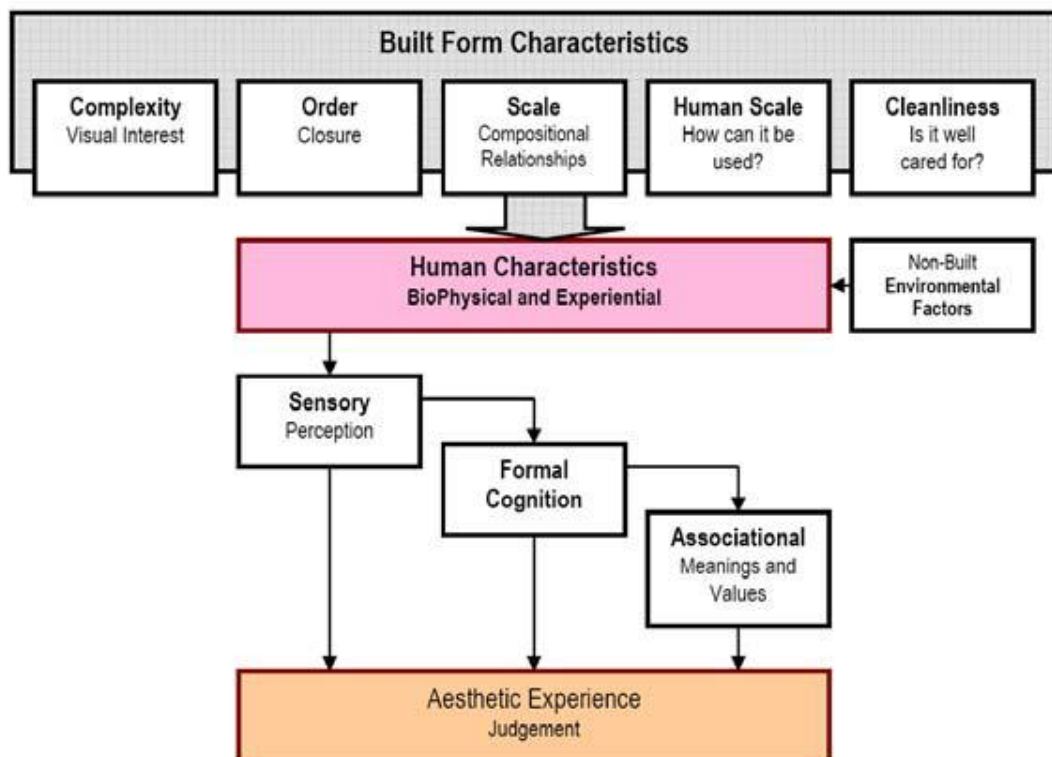 Built Form Characteristics
Complexity
Visual Interest
Order
Closure
Scale
Compositional
Relationships
Human Scale
How can it be
used?
Cleanliness
Is it well
cared for?
Human Characteristics
BioPhysical and Experiential
Non-Built
Environmental
Factors
Sensory
Perception
Formal
Cognition
Associational
Meanings and
Values
Aesthetic Experience
Judgement